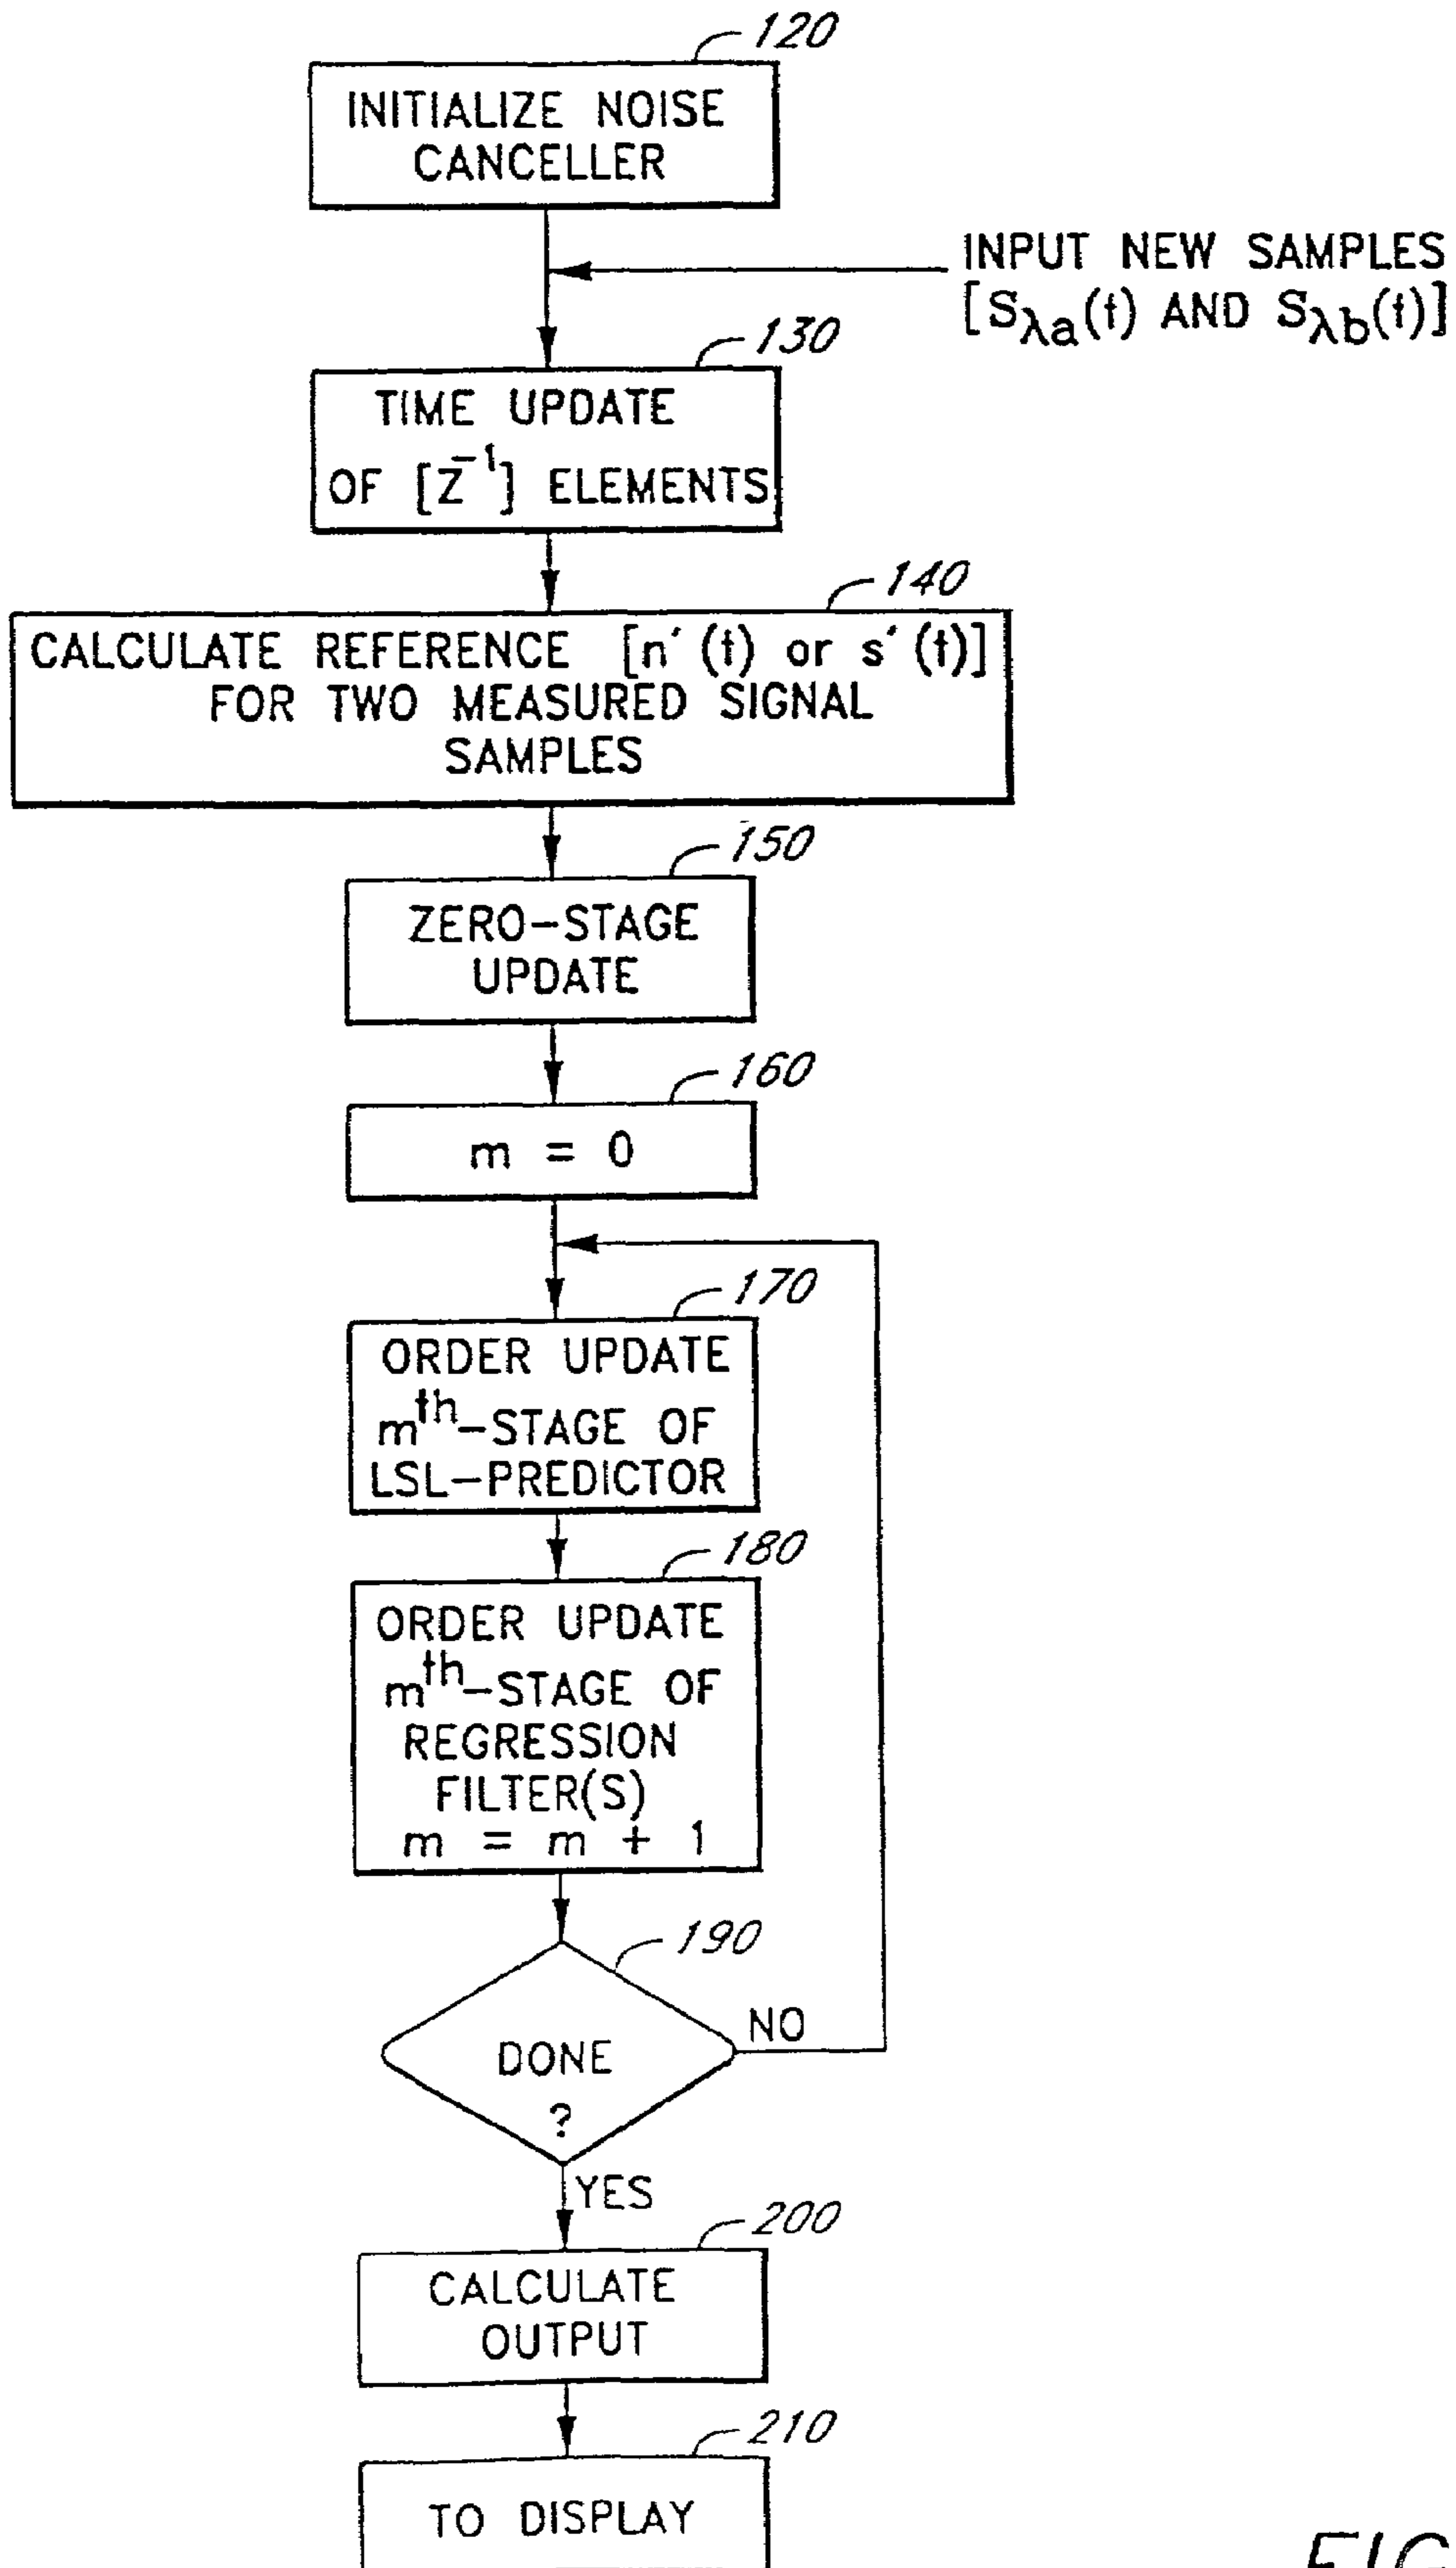 120
INITIALIZE NOISE
CANCELLER
INPUT NEW SAMPLES
[Sλa(t) AND Sλb(t)]
130
TIME UPDATE
OF [Z⁻¹] ELEMENTS
140
CALCULATE REFERENCE [n′(t) or s′(t)]
FOR TWO MEASURED SIGNAL
SAMPLES
150
ZERO-STAGE
UPDATE
160
m = 0
170
ORDER UPDATE
mth-STAGE OF
LSL-PREDICTOR
180
ORDER UPDATE
mth-STAGE OF
REGRESSION
FILTER(S)
m = m + 1
190
DONE
?
NO
YES
200
CALCULATE
OUTPUT
210
TO DISPLAY
FIG